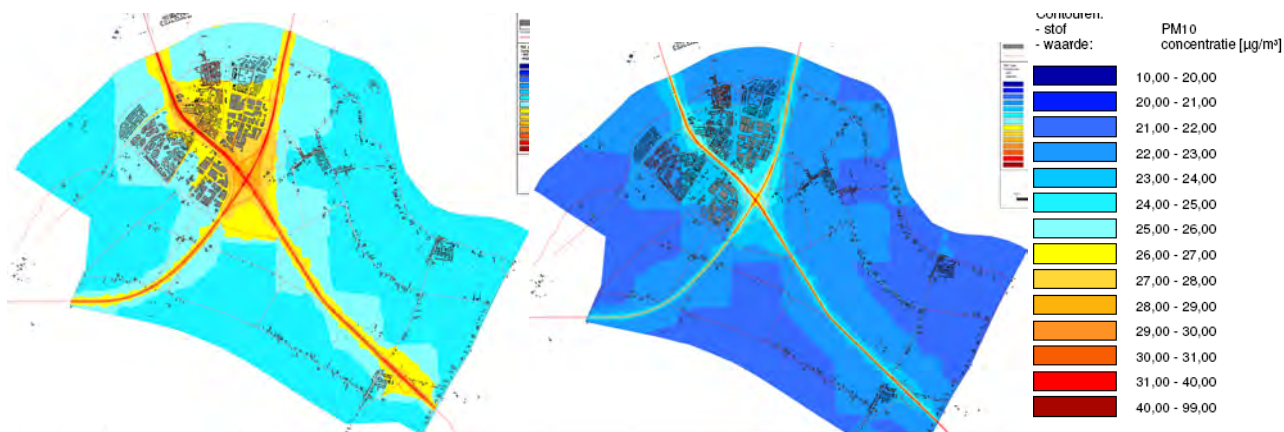 Contouren:
- stof PM10
- waarde: concentratie [µg/m³]
10,00 - 20,00
20,00 - 21,00
21,00 - 22,00
22,00 - 23,00
23,00 - 24,00
24,00 - 25,00
25,00 - 26,00
26,00 - 27,00
27,00 - 28,00
28,00 - 29,00
29,00 - 30,00
30,00 - 31,00
31,00 - 40,00
40,00 - 99,00